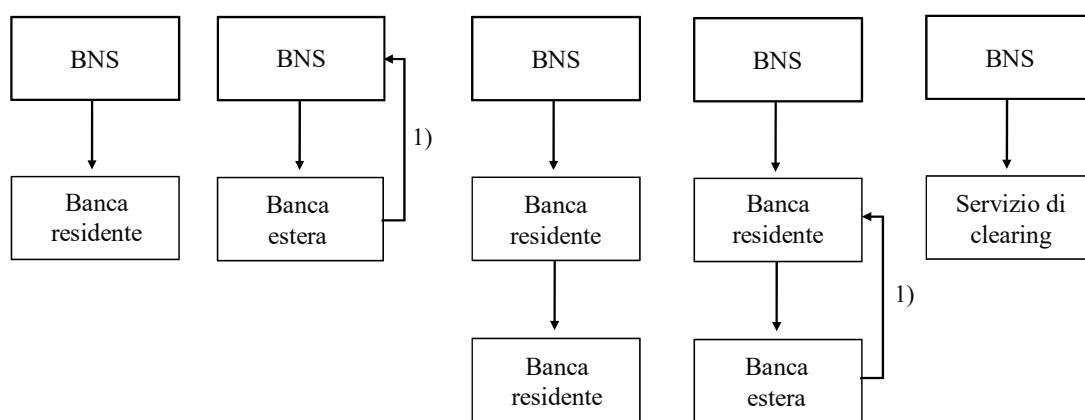 BNS
BNS
BNS
BNS
BNS
1)
Banca
residente
Banca
estera
Banca
residente
Banca
residente
Servizio di
clearing
1)
Banca
residente
Banca
estera